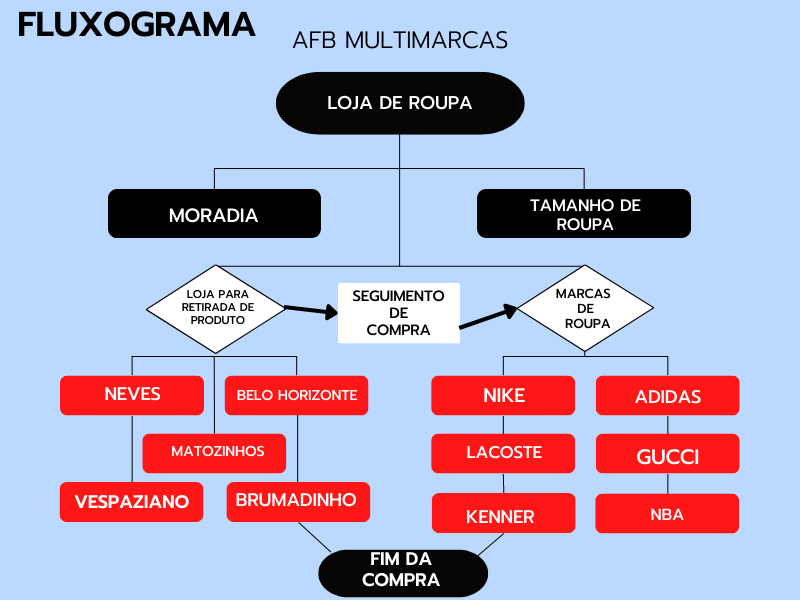 FLUXOGRAMA
AFB MULTIMARCAS
LOJA DE ROUPA
MORADIA
TAMANHO DE
ROUPA
LOJA PARA
RETIRADA DE
PRODUTO
SEGUIMENTO
DE
COMPRA
MARCAS
DE
ROUPA
NEVES
BELO HORIZONTE
NIKE
ADIDAS
MATOZINHOS
LACOSTE
GUCCI
VESPAZIANO
BRUMADINHO
KENNER
NBA
FIM DA
COMPRA